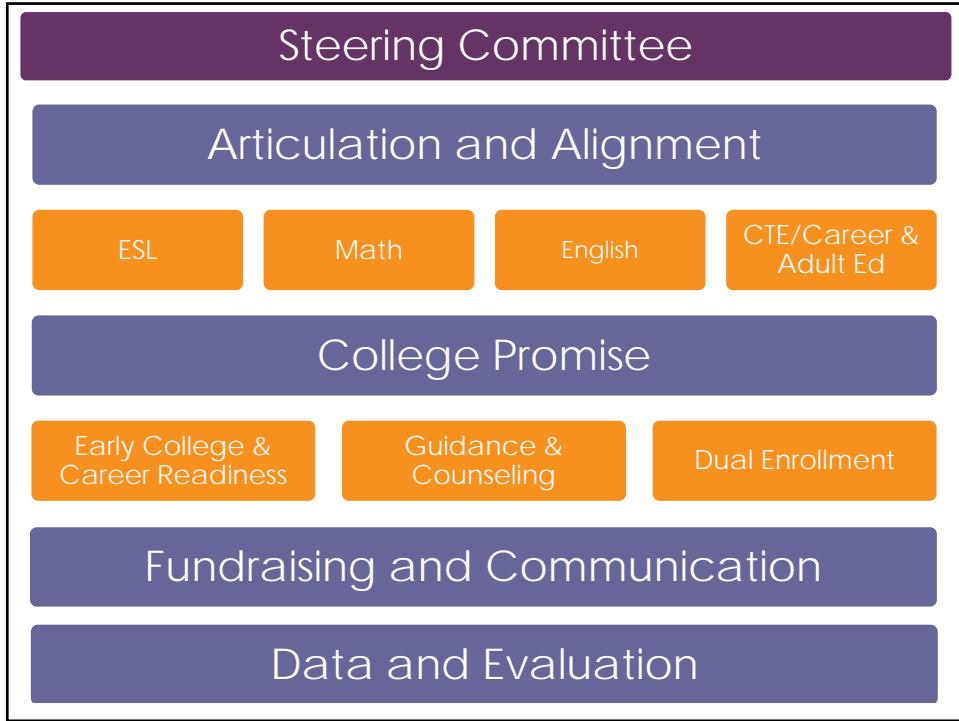 Steering Committee
Articulation and Alignment
ESL
Math
English
CTE/Career &
Adult Ed
College Promise
Early College &
Career Readiness
Guidance &
Counseling
Dual Enrollment
Fundraising and Communication
Data and Evaluation